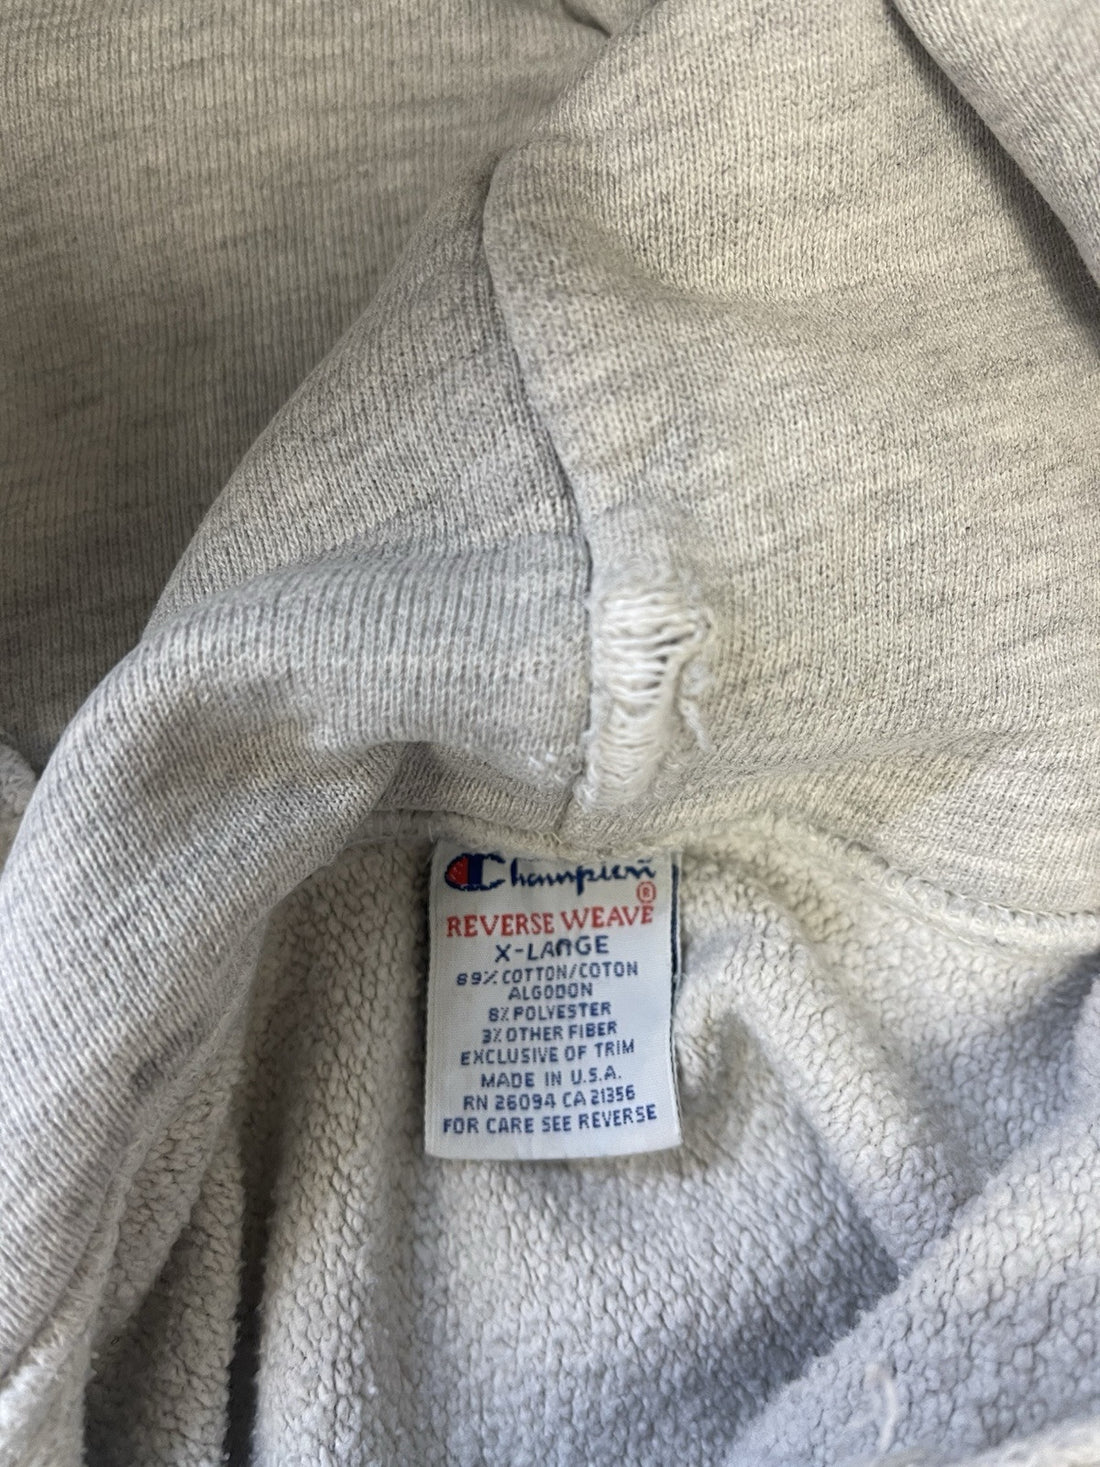 Champion
®
REVERSE WEAVE
X-LARGE
89% COTTON/COTON
ALGODON
8% POLYESTER
3% OTHER FIBER
EXCLUSIVE OF TRIM
MADE IN U.S.A.
RN 26094 CA 21356
FOR CARE SEE REVERSE